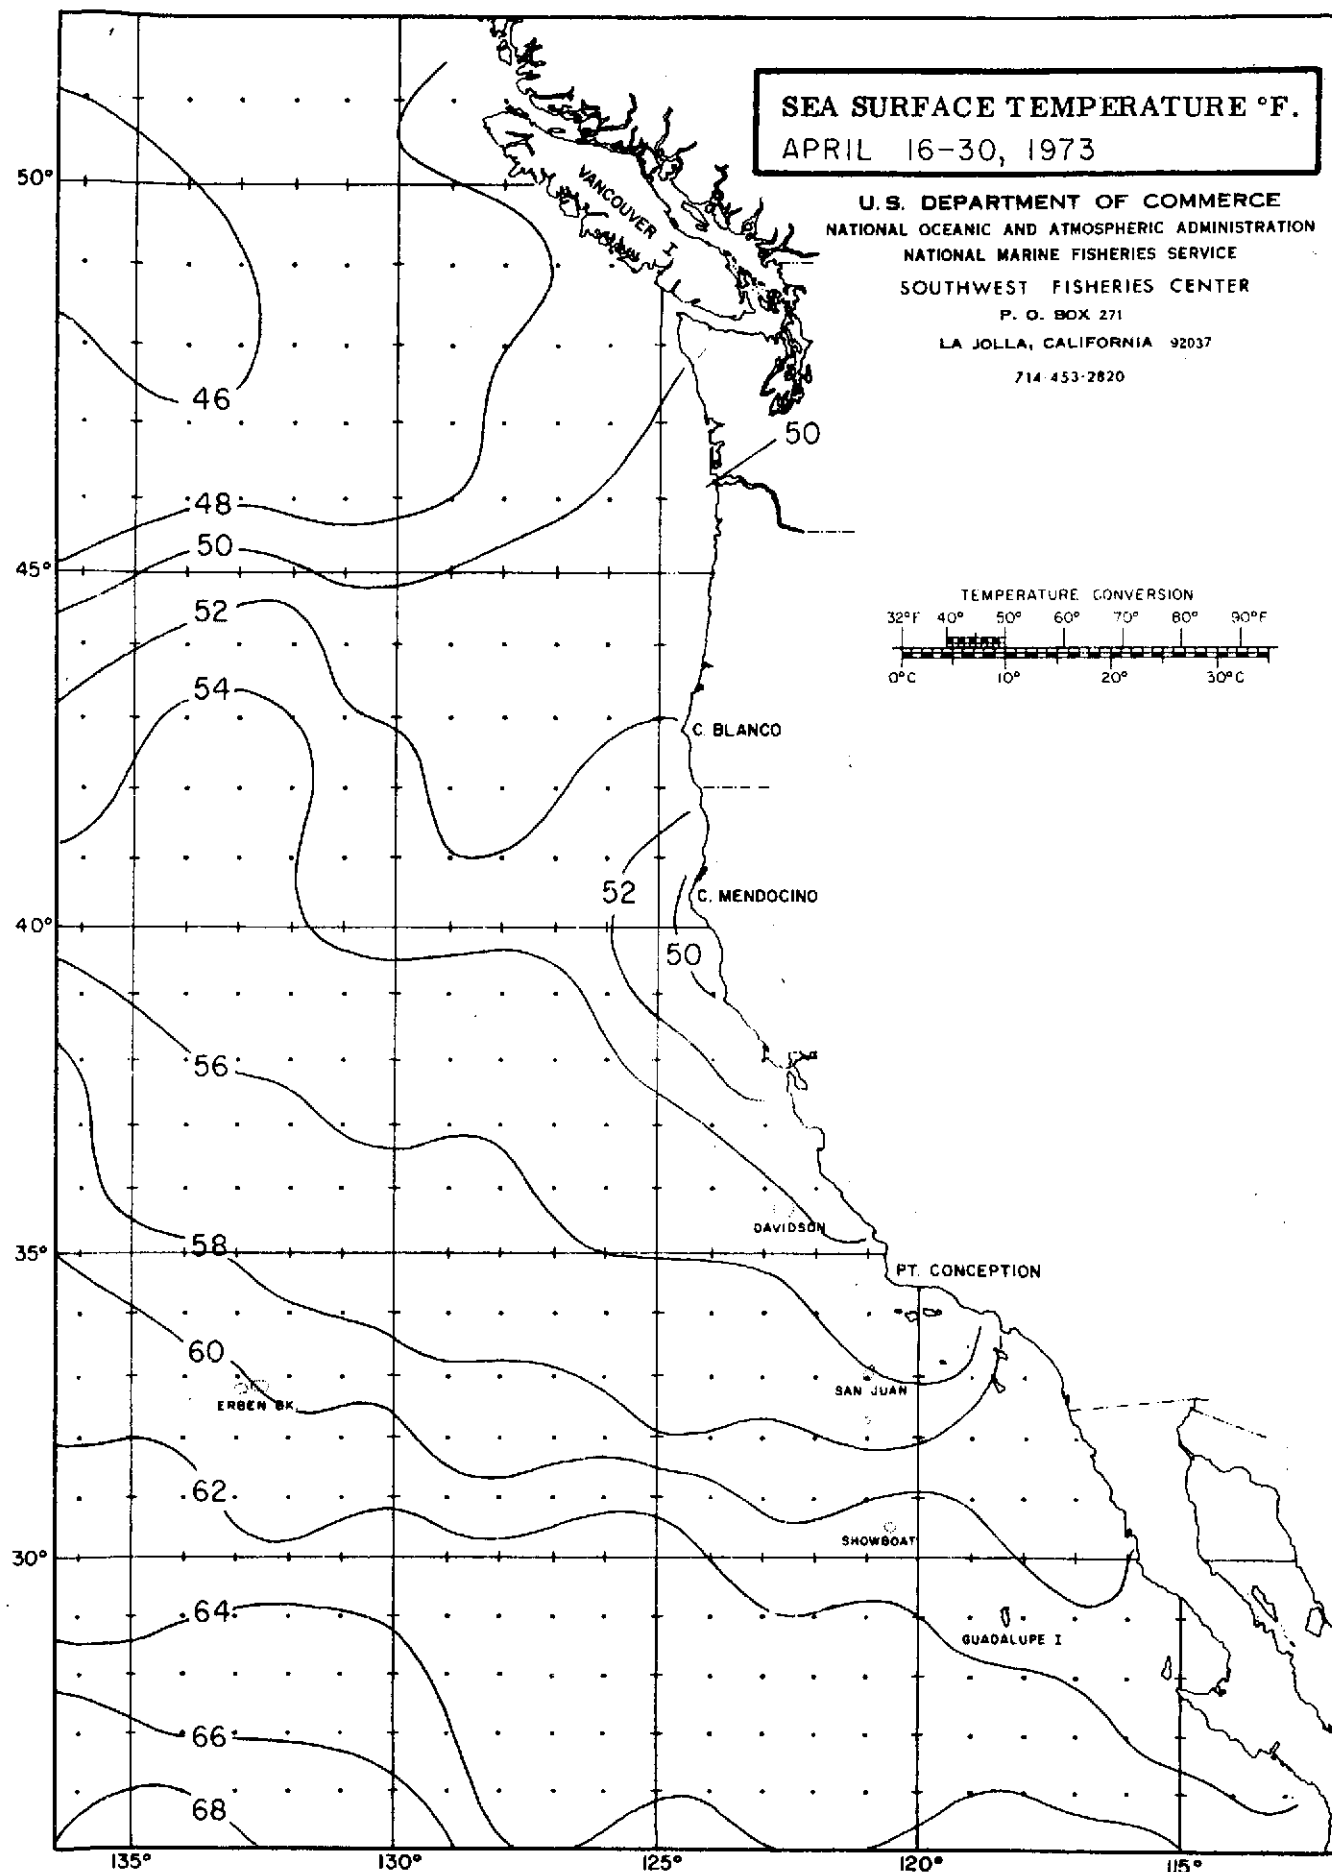 SEA SURFACE TEMPERATURE °F.
APRIL 16-30, 1973
U.S. DEPARTMENT OF COMMERCE
NATIONAL OCEANIC AND ATMOSPHERIC ADMINISTRATION
NATIONAL MARINE FISHERIES SERVICE
SOUTHWEST FISHERIES CENTER
P. O. BOX 271
LA JOLLA, CALIFORNIA 92037
714-453-2820
50°
VANCOUVER I
46
50
48
50
45°
52
TEMPERATURE CONVERSION
32°F 40° 50° 60° 70° 80° 90°F
0°C 10° 20° 30°C
54
C. BLANCO
52
C. MENDOCINO
40°
50
56
DAVIDSON
58
35°
PT. CONCEPTION
60
SAN JUAN
ERBEN BK.
62
SHOWBOAT
30°
64
GUADALUPE I
66
68
135° 130° 125° 120° 115°